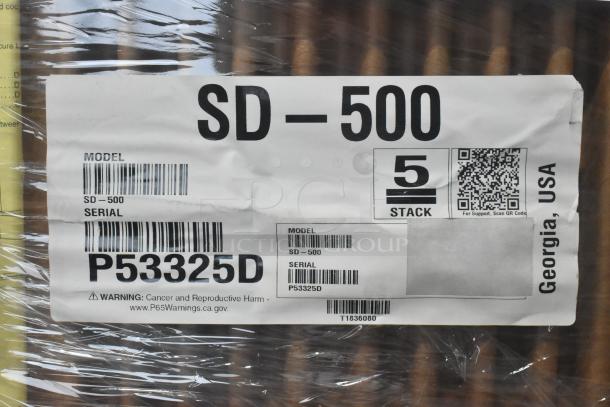 SD-500
MODEL
SD-500
SERIAL
P53325D
⚠ WARNING: Cancer and Reproductive Harm -
www.P65Warnings.ca.gov.
5
STACK
For Support, Scan QR Code
MODEL
SD-500
SERIAL
P53325D
T1836080
Georgia, USA